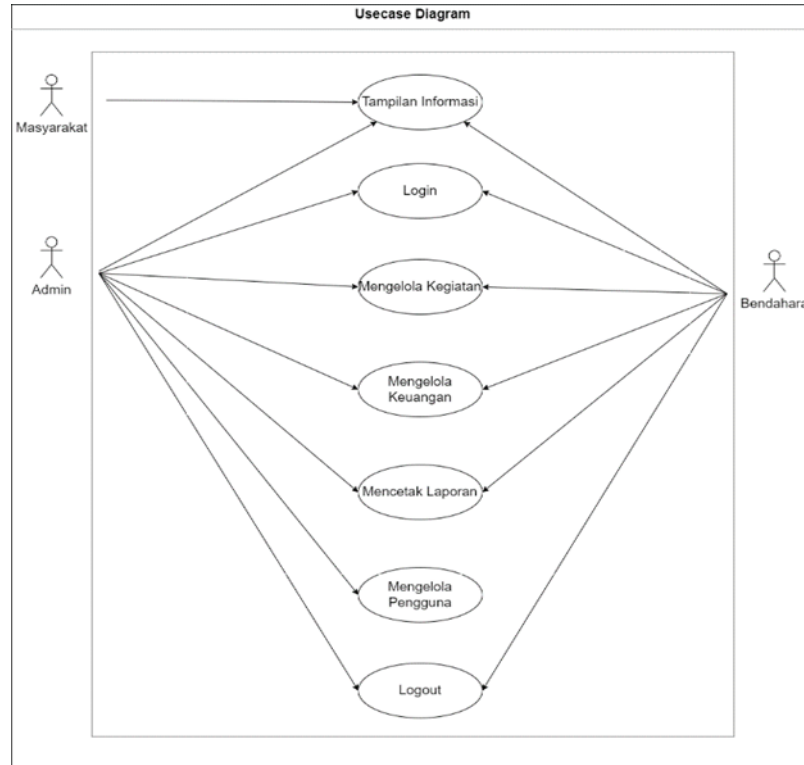 Usecase Diagram
Tampilan Informasi
Masyarakat
Login
Admin
Mengelola Kegiatan
Bendahara
Mengelola
Keuangan
Mencetak Laporan
Mengelola
Pengguna
Logout